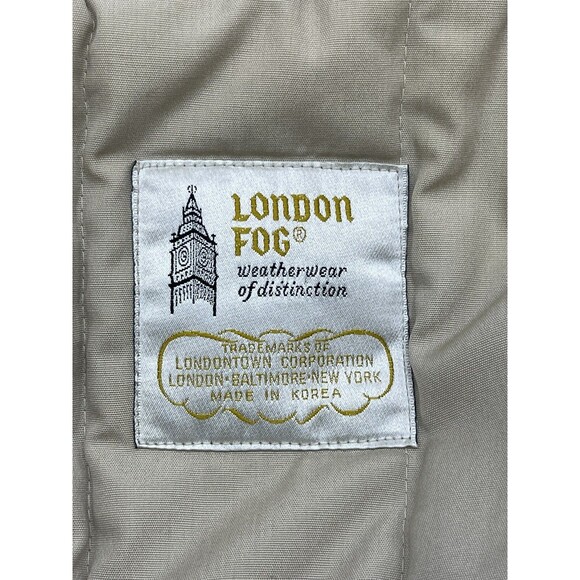 LONDON
FOG®
weatherwear
of distinction
TRADEMARKS OF
LONDONTOWN CORPORATION
LONDON•BALTIMORE•NEW YORK
MADE IN KOREA